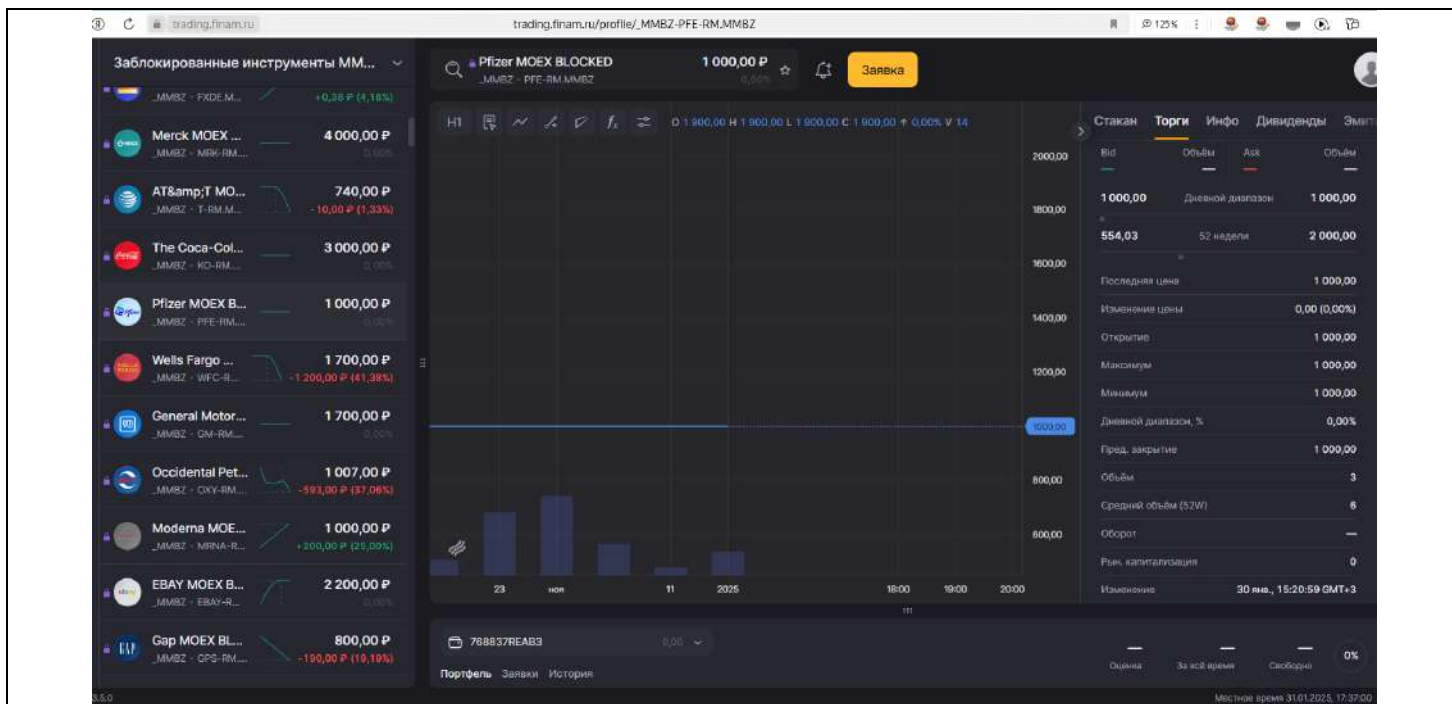 trading.finam.ru
trading.finam.ru/profile/_MMBZ-PFE-RM.MMBZ
125%
Заблокированные инструменты ММ...
_MMBZ - FXDE.M...
+0,38 ₽ (4,18%)
Merck MOEX ...
4 000,00 ₽
_MMBZ - MRK-RM....
0,00%
AT&amp;T MO...
740,00 ₽
_MMBZ - T-RM.M...
-10,00 ₽ (1,33%)
The Coca-Col...
3 000,00 ₽
_MMBZ - KO-RM....
0,00%
Pfizer MOEX B...
1 000,00 ₽
_MMBZ - PFE-RM....
0,00%
Wells Fargo ...
1 700,00 ₽
_MMBZ - WFC-R...
-1 200,00 ₽ (41,38%)
General Motor...
1 700,00 ₽
_MMBZ - GM-RM....
0,00%
Occidental Pet...
1 007,00 ₽
_MMBZ - OXY-RM....
-593,00 ₽ (37,06%)
Moderna MOE...
1 000,00 ₽
_MMBZ - MRNA-R...
+200,00 ₽ (25,00%)
EBAY MOEX B...
2 200,00 ₽
_MMBZ - EBAY-R...
0,00%
Gap MOEX BL...
800,00 ₽
_MMBZ - GPS-RM....
-190,00 ₽ (19,19%)
3.5.0
Pfizer MOEX BLOCKED
1 000,00 ₽
_MMBZ - PFE-RM.MMBZ
0,00%
Заявка
H1
O 1 900,00 H 1 900,00 L 1 900,00 C 1 900,00 0,00% V 14
2000,00
1800,00
1600,00
1400,00
1200,00
1000,00
800,00
600,00
23 ноя 11 2025 18:00 19:00 20:00
768837REAB3
0,00
Портфель Заявки История
Стакан Торги Инфо Дивиденды Эмит
Bid Объём Ask Объём
1 000,00 Дневной диапазон 1 000,00
554,03 52 недели 2 000,00
Последняя цена 1 000,00
Изменение цены 0,00 (0,00%)
Открытие 1 000,00
Максимум 1 000,00
Минимум 1 000,00
Дневной диапазон, % 0,00%
Пред. закрытие 1 000,00
Объём 3
Средний объём (52W) 6
Оборот —
Рын. капитализация 0
Изменение 30 янв., 15:20:59 GMT+3
Оценка За всё время Свободно 0%
Местное время 31.01.2025, 17:37:00